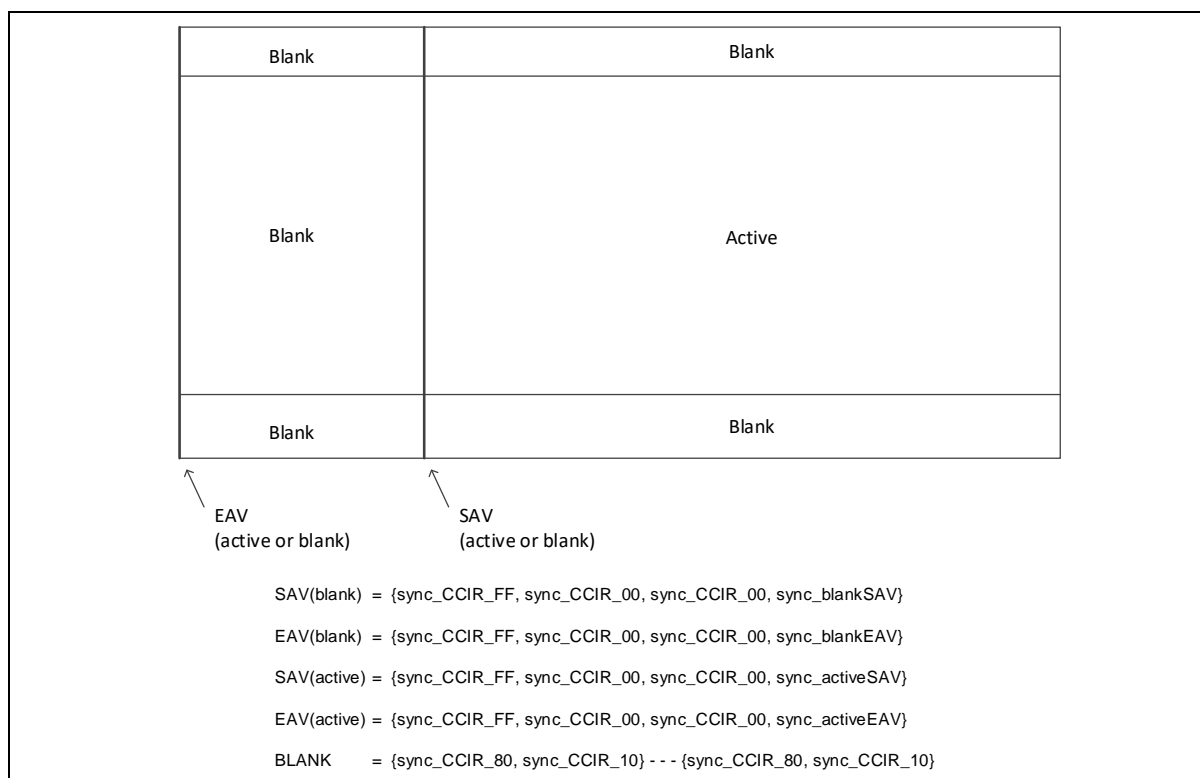 Blank Blank
Blank Active
Blank Blank
EAV SAV
(active or blank) (active or blank)
SAV(blank) = {sync_CCIR_FF, sync_CCIR_00, sync_CCIR_00, sync_blankSAV}
EAV(blank) = {sync_CCIR_FF, sync_CCIR_00, sync_CCIR_00, sync_blankEAV}
SAV(active) = {sync_CCIR_FF, sync_CCIR_00, sync_CCIR_00, sync_activeSAV}
EAV(active) = {sync_CCIR_FF, sync_CCIR_00, sync_CCIR_00, sync_activeEAV}
BLANK = {sync_CCIR_80, sync_CCIR_10} - - - {sync_CCIR_80, sync_CCIR_10}